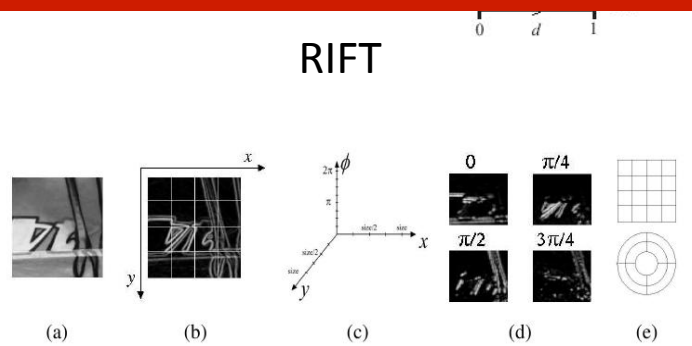 0 d 1
RIFT
x
y
2π
ϕ
π
size/2 size
x
size/2
size
y
0 π/4
π/2 3π/4
(a) (b) (c) (d) (e)